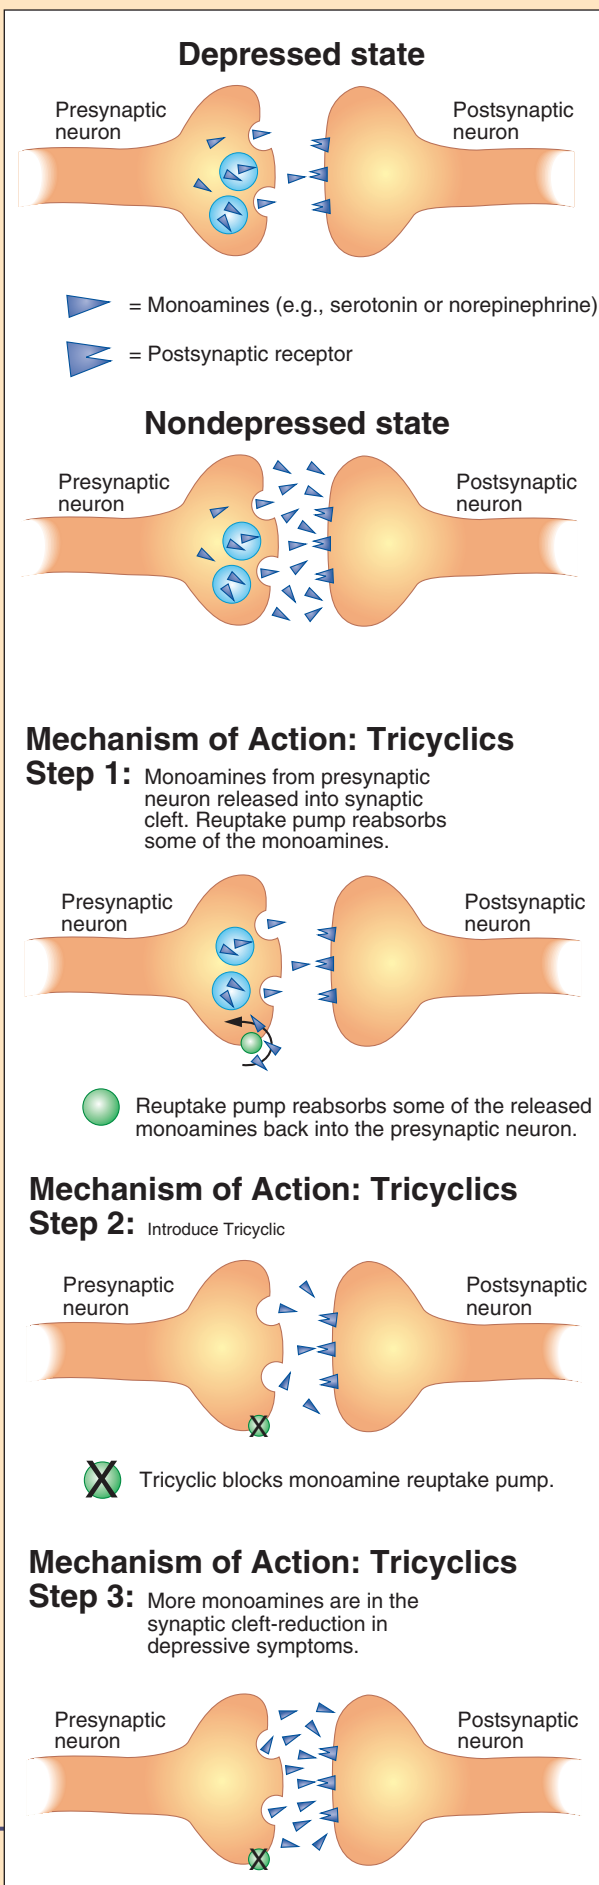 Depressed state
Presynaptic
neuron
Postsynaptic
neuron
= Monoamines (e.g., serotonin or norepinephrine)
= Postsynaptic receptor
Nondepressed state
Presynaptic
neuron
Postsynaptic
neuron
Mechanism of Action: Tricyclics
Step 1: Monoamines from presynaptic
neuron released into synaptic
cleft. Reuptake pump reabsorbs
some of the monoamines.
Presynaptic
neuron
Postsynaptic
neuron
Reuptake pump reabsorbs some of the released
monoamines back into the presynaptic neuron.
Mechanism of Action: Tricyclics
Step 2: Introduce Tricyclic
Presynaptic
neuron
Postsynaptic
neuron
X
X Tricyclic blocks monoamine reuptake pump.
Mechanism of Action: Tricyclics
Step 3: More monoamines are in the
synaptic cleft-reduction in
depressive symptoms.
Presynaptic
neuron
Postsynaptic
neuron
X